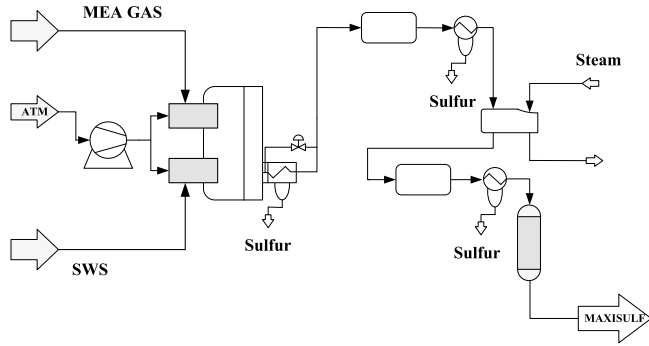 MEA GAS
Steam
ATM
Sulfur
Sulfur
Sulfur
SWS
MAXISULF